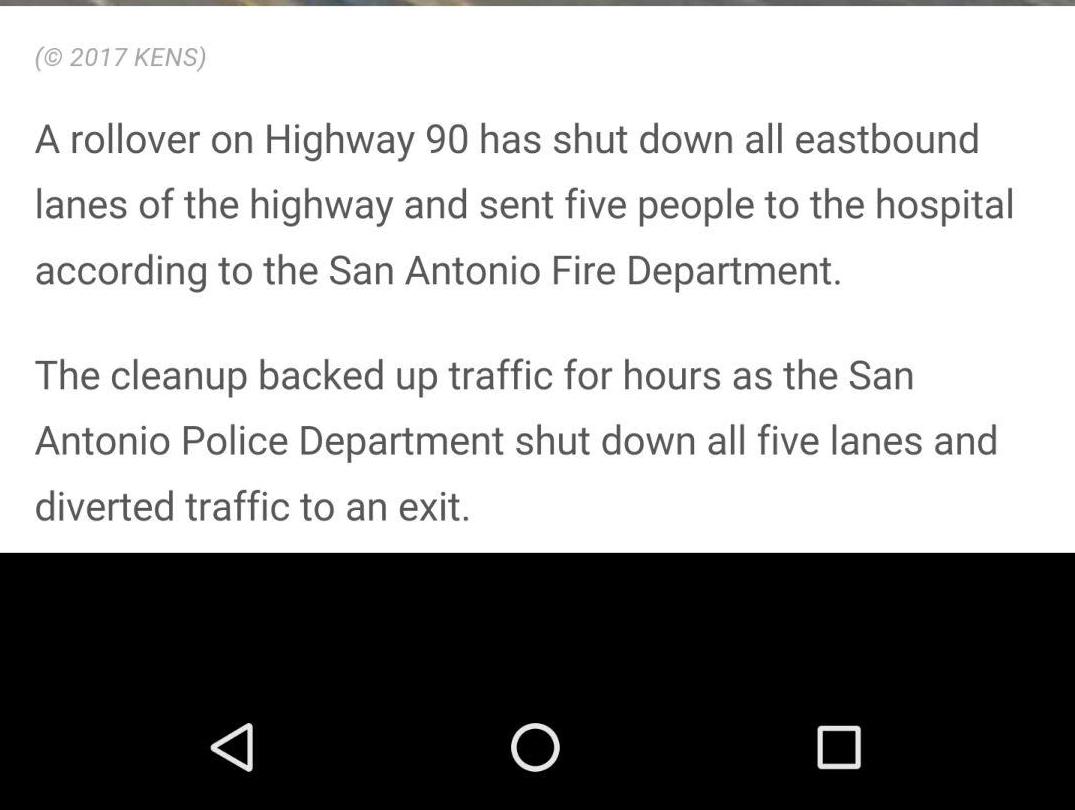 (© 2017 KENS)
A rollover on Highway 90 has shut down all eastbound
lanes of the highway and sent five people to the hospital
according to the San Antonio Fire Department.
The cleanup backed up traffic for hours as the San
Antonio Police Department shut down all five lanes and
diverted traffic to an exit.